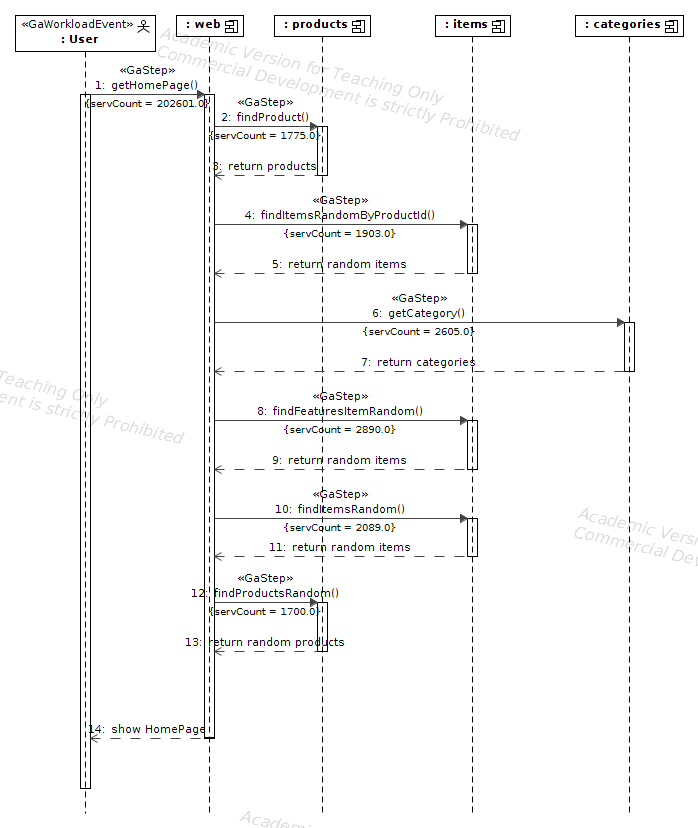 «GaWorkloadEvent»
: User
: web
: products
: items
: categories
Academic Version for Teaching Only
Commercial Development is strictly Prohibited
«GaStep»
1: getHomePage()
{servCount = 202601.0}
«GaStep»
2: findProduct()
{servCount = 1775.0}
3: return products
«GaStep»
4: findItemsRandomByProductId()
{servCount = 1903.0}
5: return random items
«GaStep»
6: getCategory()
{servCount = 2605.0}
7: return categories
Teaching Only
ent is strictly Prohibited
«GaStep»
8: findFeaturesItemRandom()
{servCount = 2890.0}
9: return random items
«GaStep»
10: findItemsRandom()
{servCount = 2089.0}
11: return random items
Academic Versi
Commercial Develop
«GaStep»
12: findProductsRandom()
{servCount = 1700.0}
13: return random products
14: show HomePage
Academi